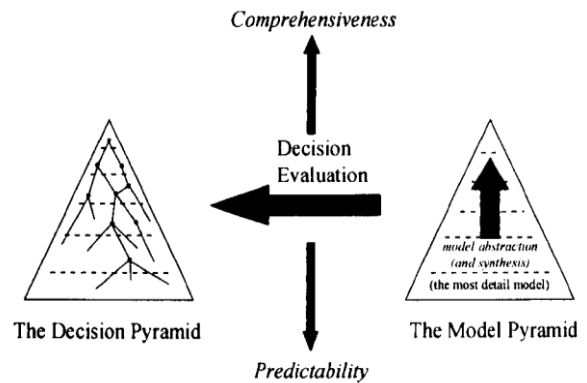 Comprehensiveness
Decision
Evaluation
model abstraction
(and synthesis)
(the most detail model)
The Decision Pyramid
The Model Pyramid
Predictability